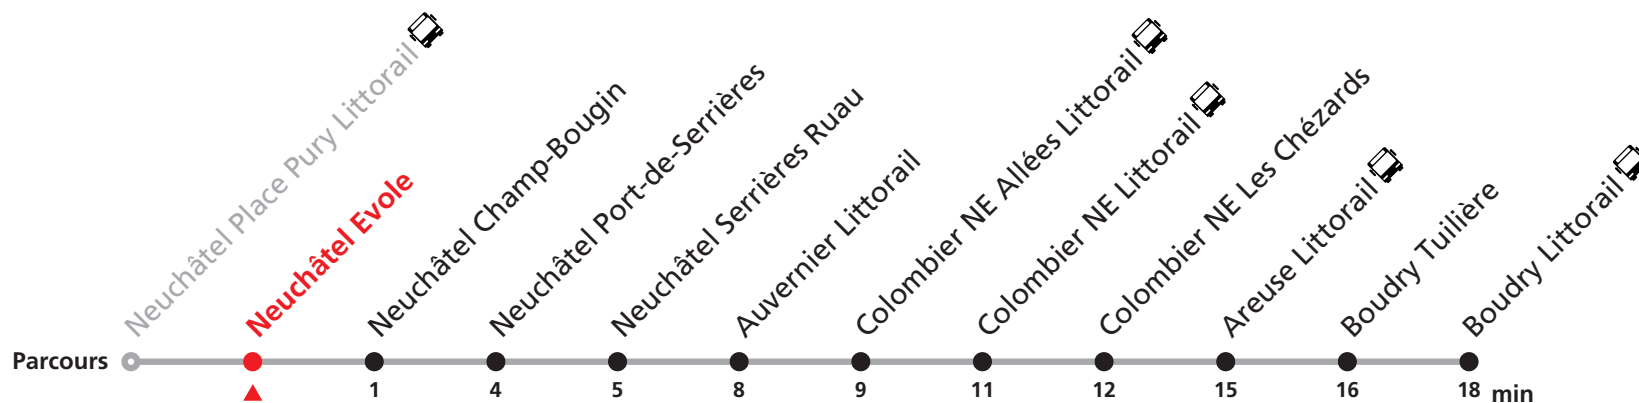 Neuchâtel Place Pury Littorail
Neuchâtel Evole
Neuchâtel Champ-Bougin
Neuchâtel Port-de-Serrières
Neuchâtel Serrières Ruau
Auvernier Littorail
Colombier NE Allées Littorail
Colombier NE Littorail
Colombier NE Les Chézards
Areuse Littorail
Boudry Tuilière
Boudry Littorail
Parcours
1 4 5 8 9 11 12 15 16 18 min